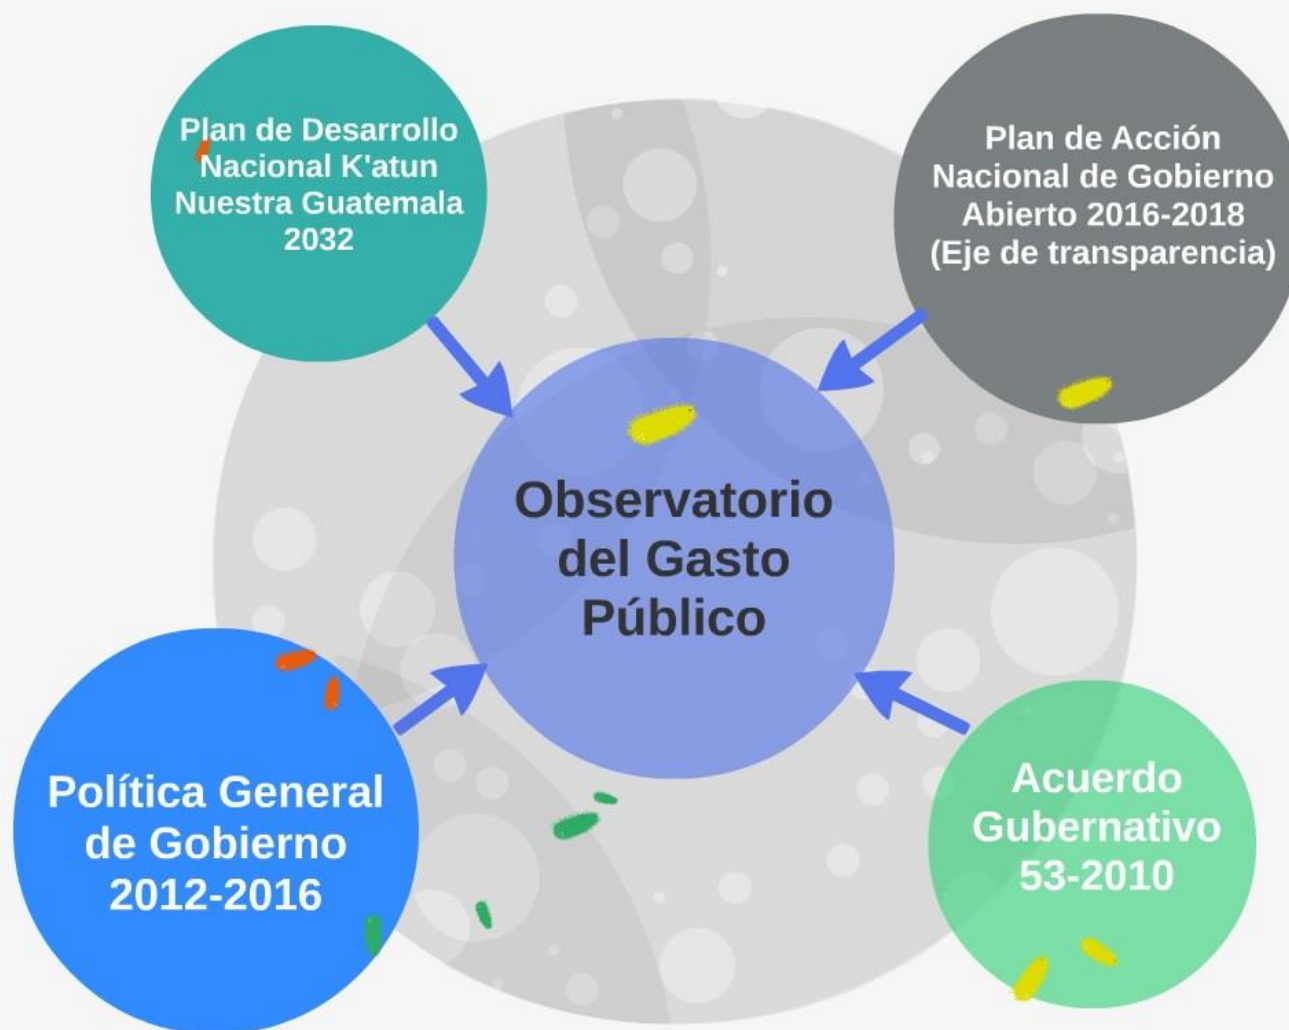 Plan de Desarrollo
Nacional K'atun
Nuestra Guatemala
2032
Plan de Acción
Nacional de Gobierno
Abierto 2016-2018
(Eje de transparencia)
Observatorio
del Gasto
Público
Política General
de Gobierno
2012-2016
Acuerdo
Gubernativo
53-2010